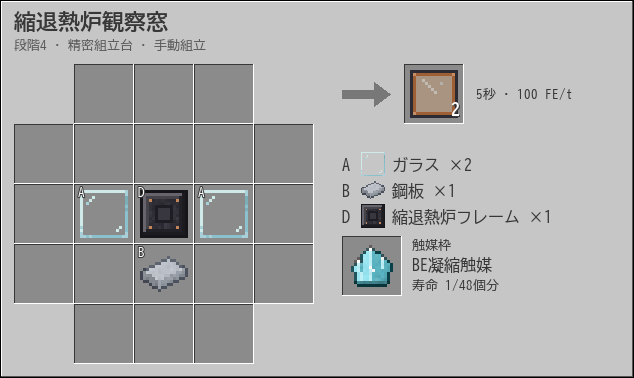 縮退熱炉観察窓
段階4 · 精密組立台 · 手動組立
2
5秒 · 100 FE/t
A ガラス ×2
B 鋼板 ×1
D 縮退熱炉フレーム ×1
A
D
A
B
触媒枠
BE凝縮触媒
寿命 1/48個分